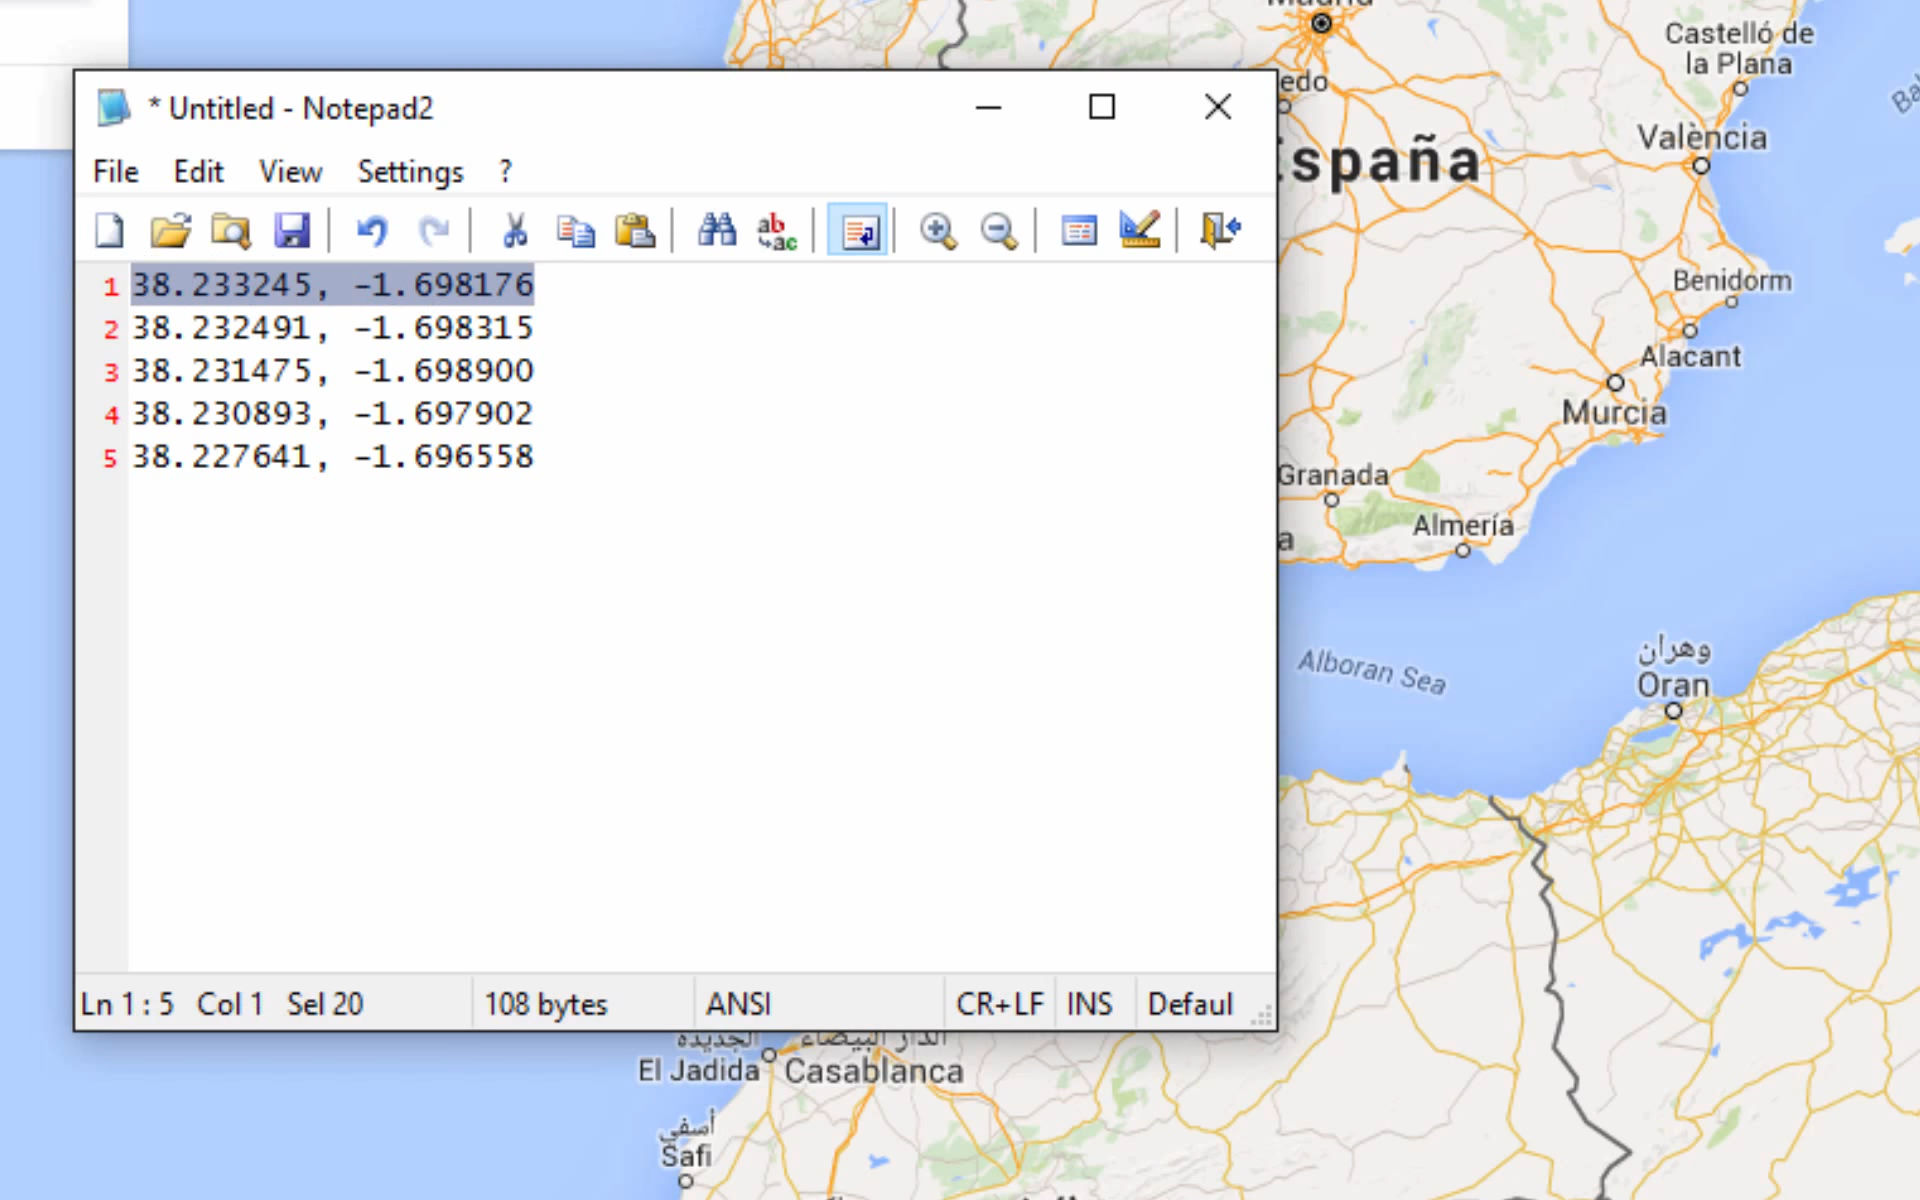 * Untitled - Notepad2
File Edit View Settings ?
1 38.233245, -1.698176
2 38.232491, -1.698315
3 38.231475, -1.698900
4 38.230893, -1.697902
5 38.227641, -1.696558
Ln 1 : 5 Col 1 Sel 20 108 bytes ANSI CR+LF INS Defaul
Madrid
Castelló de
la Plana
València
edo
España
Benidorm
Alacant
Murcia
Granada
Almería
a
Alboran Sea
وهران
Oran
الجديدة
El Jadida
الدار البيضاء
Casablanca
أسفي
Safi